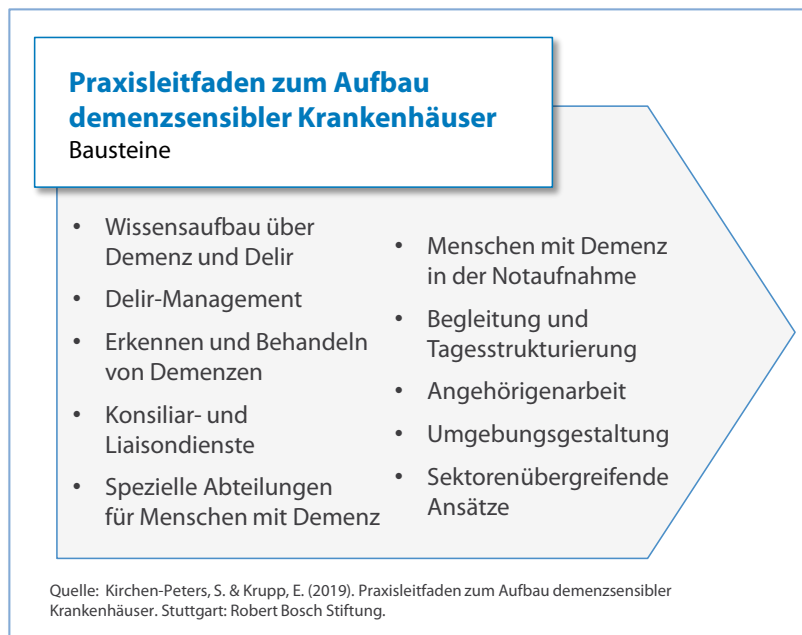 Praxisleitfaden zum Aufbau
demenzsensibler Krankenhäuser
Bausteine
• Wissensaufbau über
Demenz und Delir
• Delir-Management
• Erkennen und Behandeln
von Demenzen
• Konsiliar- und
Liaisondienste
• Spezielle Abteilungen
für Menschen mit Demenz
• Menschen mit Demenz
in der Notaufnahme
• Begleitung und
Tagesstrukturierung
• Angehörigenarbeit
• Umgebungsgestaltung
• Sektorenübergreifende
Ansätze
Quelle: Kirchen-Peters, S. & Krupp, E. (2019). Praxisleitfaden zum Aufbau demenzsensibler
Krankenhäuser. Stuttgart: Robert Bosch Stiftung.